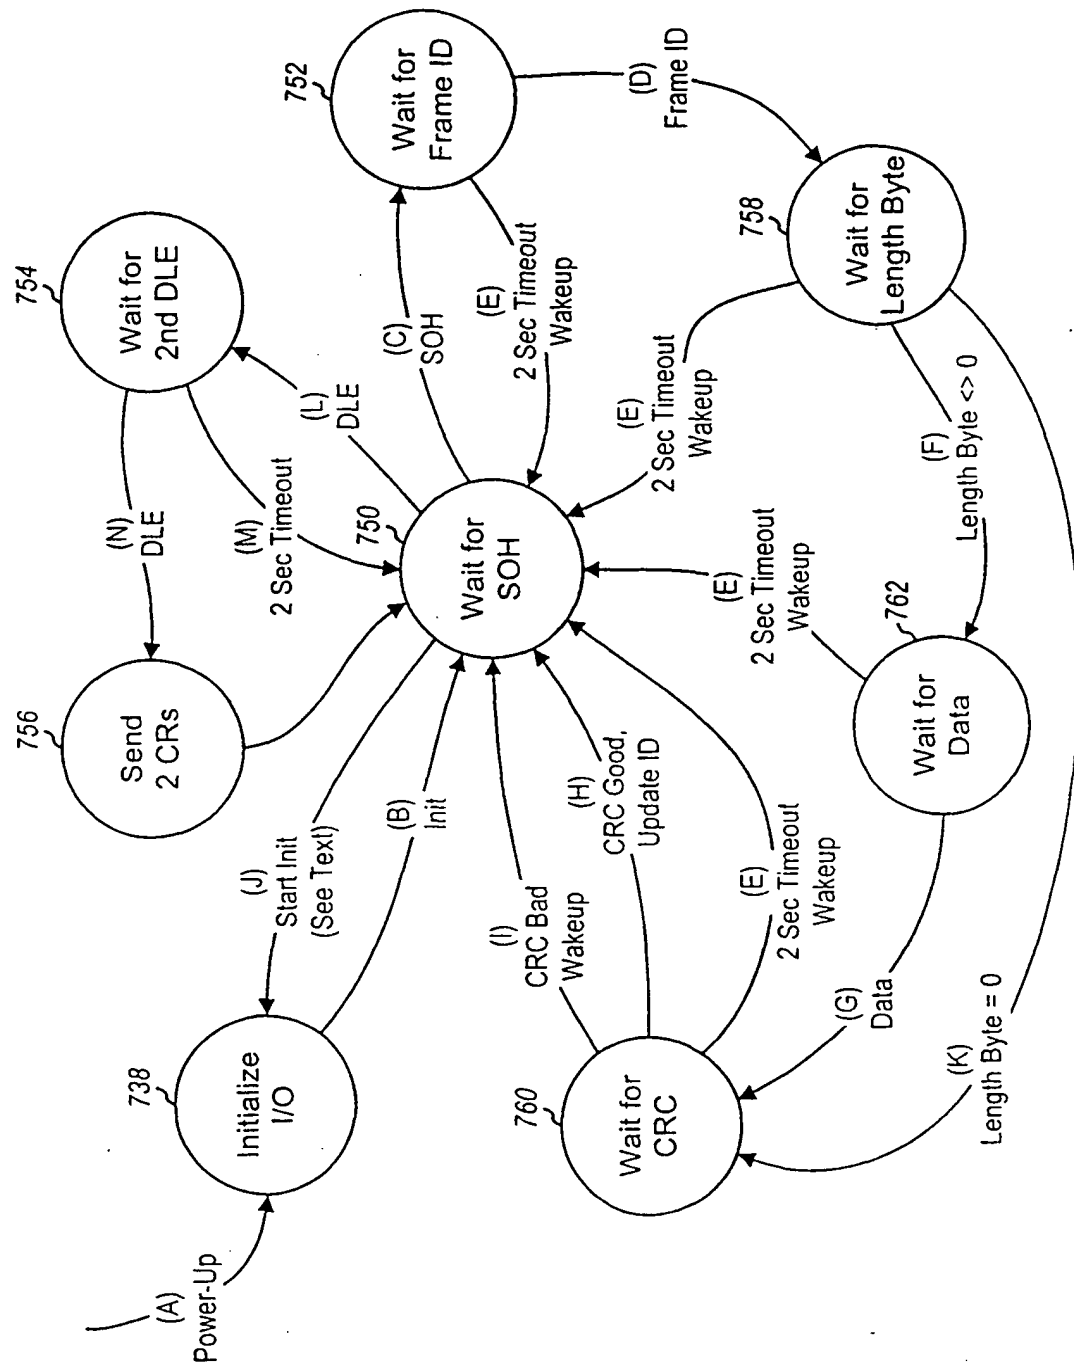 (A)
Power-Up
738
Initialize
I/O
(J)
Start Init
(See Text)
(B)
Init
756
Send
2 CRs
(N)
DLE
(M)
2 Sec Timeout
754
Wait for
2nd DLE
(L)
DLE
750
Wait for
SOH
(C)
SOH
752
Wait for
Frame ID
(E)
2 Sec Timeout
Wakeup
(D)
Frame ID
758
Wait for
Length Byte
(E)
2 Sec Timeout
Wakeup
(F)
Length Byte <> 0
762
Wait for
Data
(E)
2 Sec Timeout
Wakeup
(G)
Data
(K)
Length Byte = 0
760
Wait for
CRC
(I)
CRC Bad
Wakeup
(H)
CRC Good,
Update ID
(E)
2 Sec Timeout
Wakeup